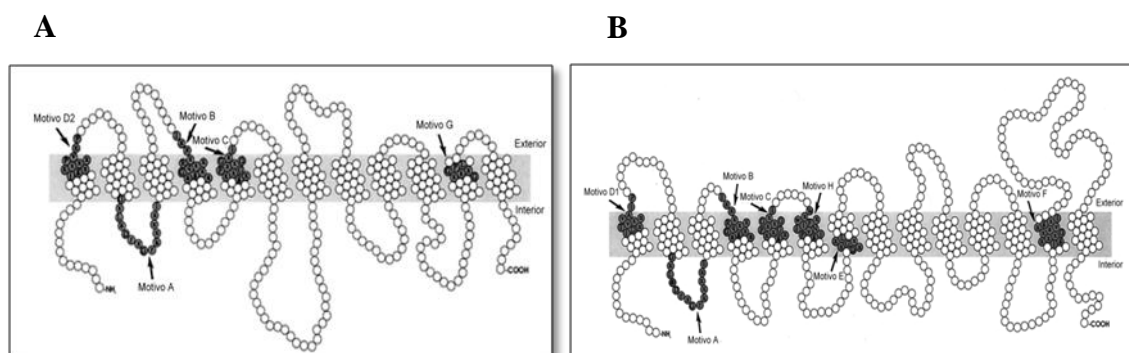 A
Motivo D2
Motivo B
Motivo C
Motivo G
Exterior
Interior
Motivo A
NH
COOH
B
Motivo D1
Motivo B
Motivo C
Motivo H
Motivo F
Exterior
Motivo E
Interior
Motivo A
NH
COOH